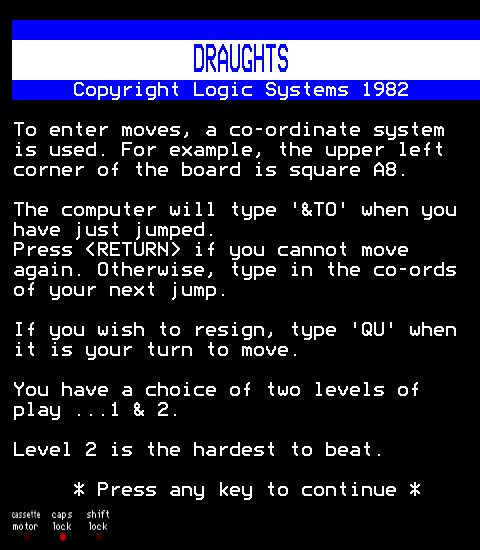 DRAUGHTS
Copyright Logic Systems 1982
To enter moves, a co-ordinate system
is used. For example, the upper left
corner of the board is square A8.
The computer will type '&TO' when you
have just jumped.
Press <RETURN> if you cannot move
again. Otherwise, type in the co-ords
of your next jump.
If you wish to resign, type 'QU' when
it is your turn to move.
You have a choice of two levels of
play ...1 & 2.
Level 2 is the hardest to beat.
* Press any key to continue *
cassette caps shift
motor lock lock